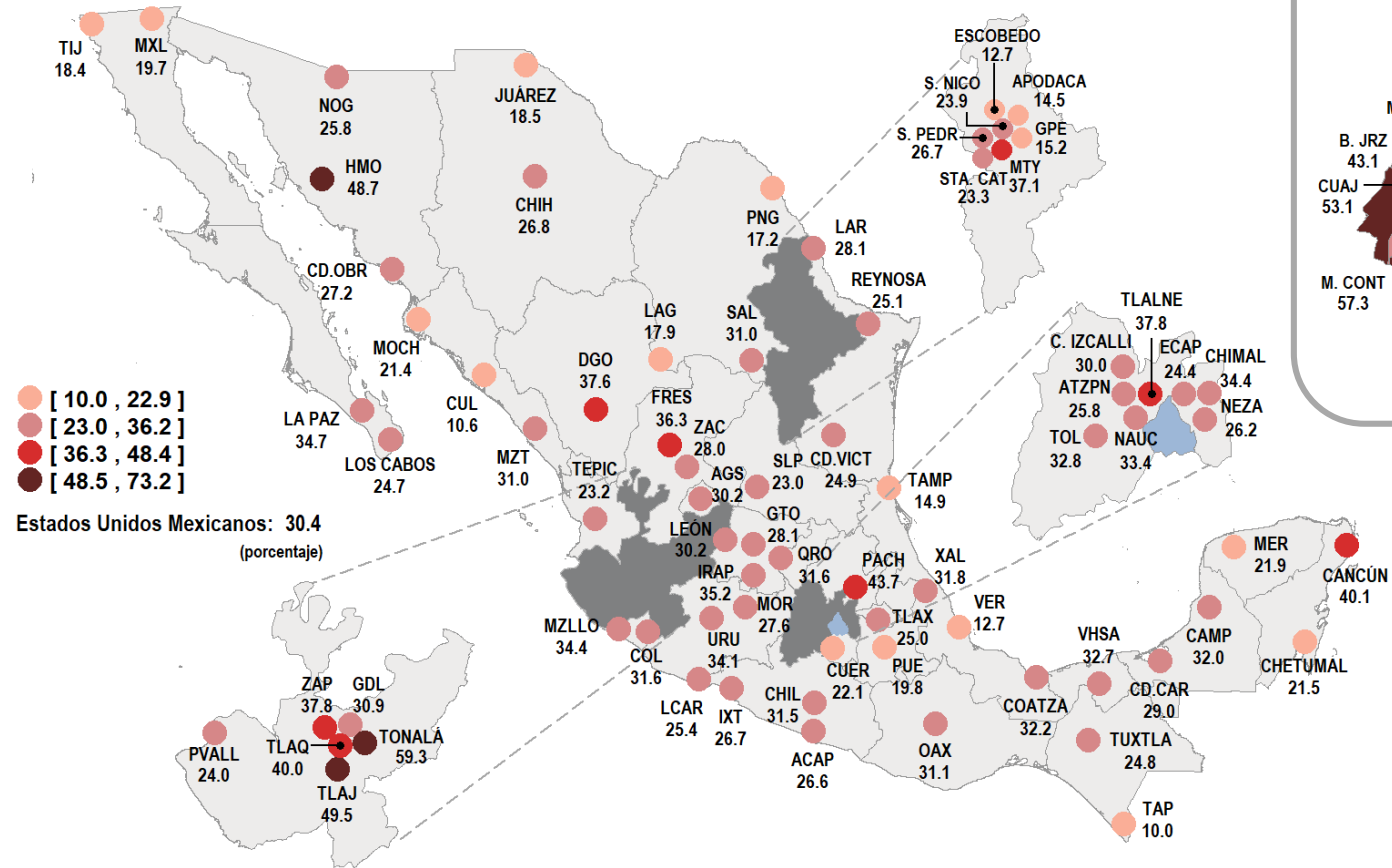 TIJ
18.4
MXL
19.7
NOG
25.8
HMO
48.7
JUÁREZ
18.5
CHIH
26.8
CD.OBR
27.2
MOCH
21.4
CUL
10.6
MZT
31.0
LA PAZ
34.7
LOS CABOS
24.7
PNG
17.2
LAR
28.1
REYNOSA
25.1
LAG
17.9
SAL
31.0
DGO
37.6
FRES
36.3
ZAC
28.0
TEPIC
23.2
AGS
30.2
SLP
23.0
CD.VICT
24.9
TAMP
14.9
LEÓN
30.2
GTO
28.1
QRO
31.6
IRAP
35.2
PACH
43.7
XAL
31.8
MOR
27.6
TLAX
25.0
VER
12.7
MZLLO
34.4
COL
31.6
URU
34.1
CUER
22.1
PUE
19.8
LCAR
25.4
IXT
26.7
CHIL
31.5
ACAP
26.6
OAX
31.1
COATZA
32.2
VHSA
32.7
CD.CAR
29.0
CAMP
32.0
MER
21.9
CANCÚN
40.1
CHETUMAL
21.5
TUXTLA
24.8
TAP
10.0
ESCOBEDO
12.7
S. NICO
23.9
APODACA
14.5
S. PEDR
26.7
GPE
15.2
STA. CAT
23.3
MTY
37.1
TLALNE
37.8
C. IZCALLI
30.0
ECAP
24.4
CHIMAL
34.4
ATZPN
25.8
NEZA
26.2
TOL
32.8
NAUC
33.4
M
B. JRZ
43.1
CUAJ
53.1
M. CONT
57.3
ZAP
37.8
GDL
30.9
PVALL
24.0
TLAQ
40.0
TONALÁ
59.3
TLAJ
49.5
[ 10.0 , 22.9 ]
[ 23.0 , 36.2 ]
[ 36.3 , 48.4 ]
[ 48.5 , 73.2 ]
Estados Unidos Mexicanos: 30.4
(porcentaje)